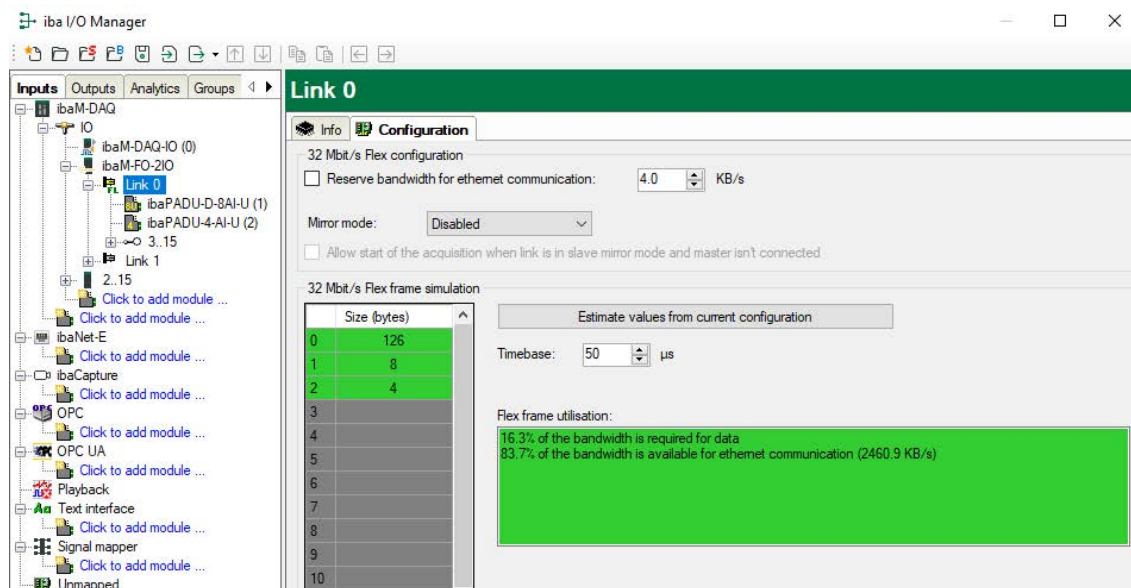 iba I/O Manager
Inputs Outputs Analytics Groups
ibaM-DAQ
IO
ibaM-DAQ-IO (0)
ibaM-FO-2IO
Link 0
ibaPADU-D-8AI-U (1)
ibaPADU-4-AI-U (2)
3..15
Link 1
2..15
Click to add module ...
Click to add module ...
ibaNet-E
Click to add module ...
ibaCapture
Click to add module ...
OPC
Click to add module ...
OPC UA
Click to add module ...
Playback
Text interface
Click to add module ...
Signal mapper
Click to add module ...
Unmapped
Link 0
Info Configuration
32 Mbit/s Flex configuration
Reserve bandwidth for ethernet communication: 4.0 KB/s
Mirror mode: Disabled
Allow start of the acquisition when link is in slave mirror mode and master isn't connected
32 Mbit/s Flex frame simulation
Size (bytes)
0 126
1 8
2 4
3
4
5
6
7
8
9
10
Estimate values from current configuration
Timebase: 50 µs
Flex frame utilisation:
16.3% of the bandwidth is required for data
83.7% of the bandwidth is available for ethernet communication (2460.9 KB/s)